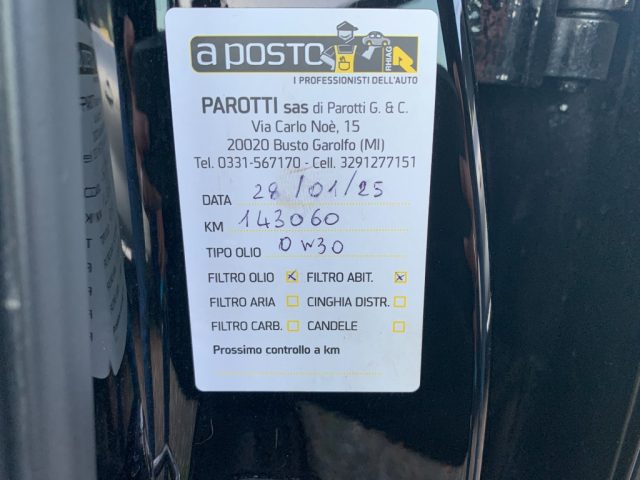 a posto
RHIAG R
I PROFESSIONISTI DELL'AUTO
PAROTTI sas di Parotti G. & C.
Via Carlo Noè, 15
20020 Busto Garolfo (MI)
Tel. 0331-567170 - Cell. 3291277151
DATA 28/01/25
KM 143060
TIPO OLIO 0W30
FILTRO OLIO x FILTRO ABIT. x
FILTRO ARIA CINGHIA DISTR.
FILTRO CARB. CANDELE
Prossimo controllo a km